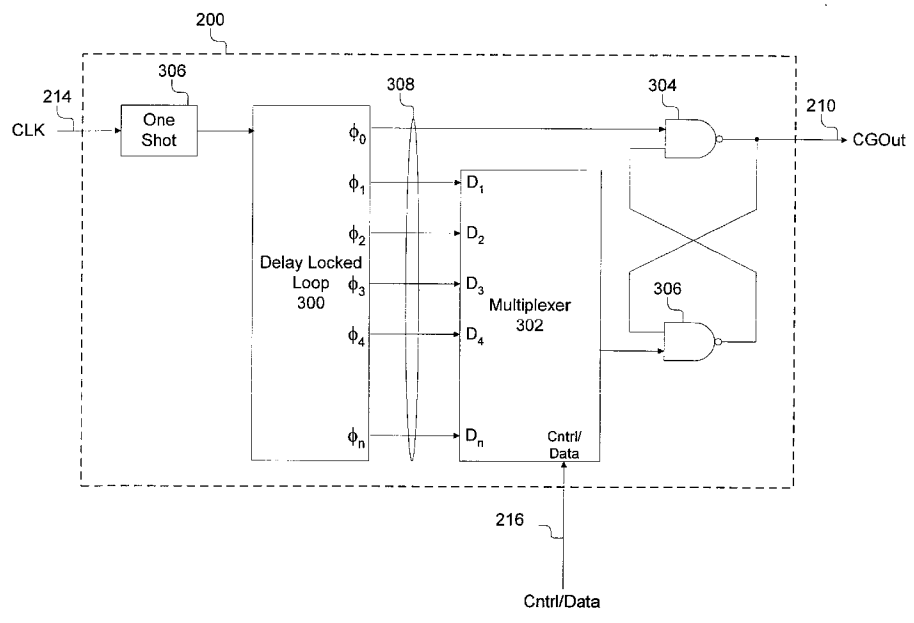 200
306
308
304
214
210
CLK
One
Shot
CGOut
ϕ0
ϕ1
D1
ϕ2
D2
Delay Locked
Loop
300
ϕ3
D3
Multiplexer
302
306
ϕ4
D4
ϕn
Dn
Cntrl/
Data
216
Cntrl/Data